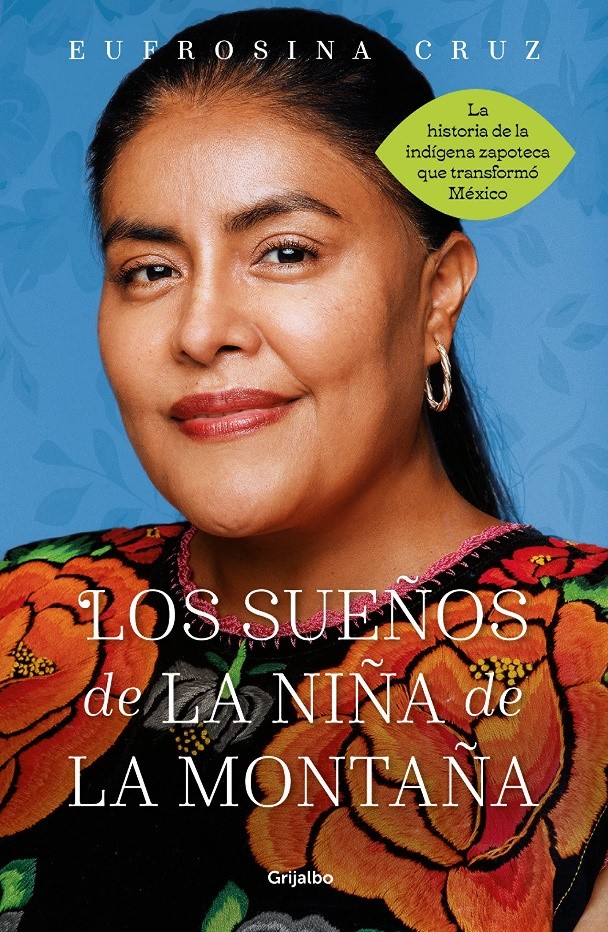 EUFROSINA CRUZ
La
historia de la
indígena zapoteca
que transformó
México
LOS SUEÑOS
de LA NIÑA de
LA MONTAÑA
Grijalbo